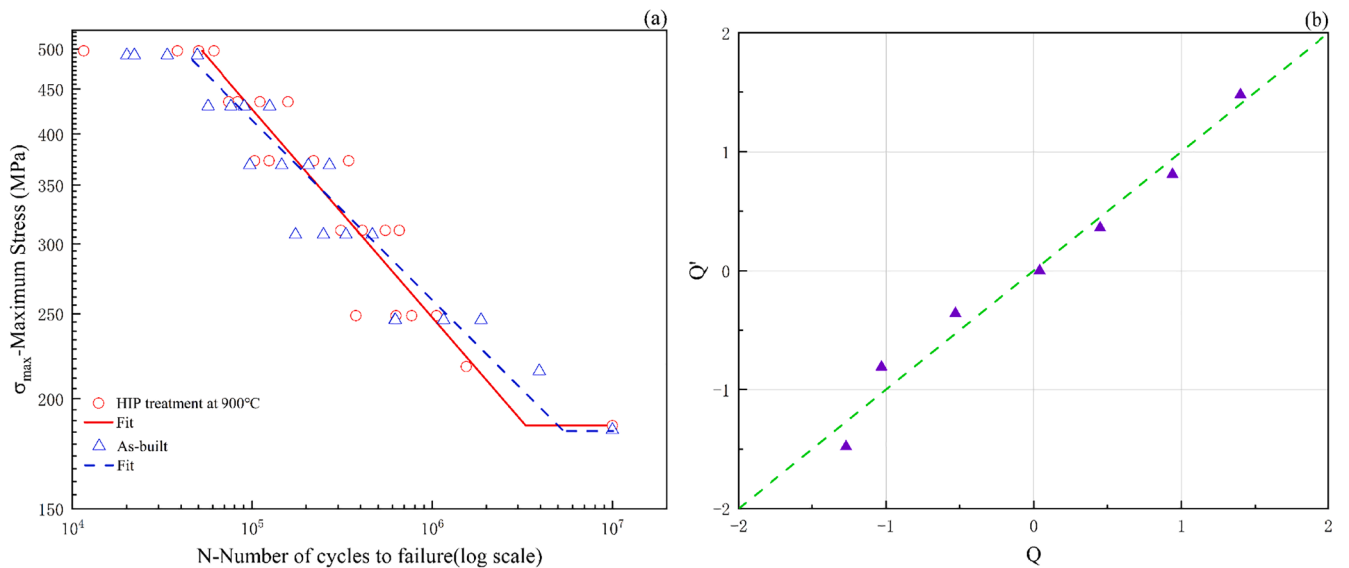 (a)
500
450
400
350
300
250
200
150
σmax-Maximum Stress (MPa)
HIP treatment at 900℃
Fit
As-built
Fit
10^4
10^5
10^6
10^7
N-Number of cycles to failure(log scale)
(b)
2
1
0
-1
-2
Q'
-2
-1
0
1
2
Q